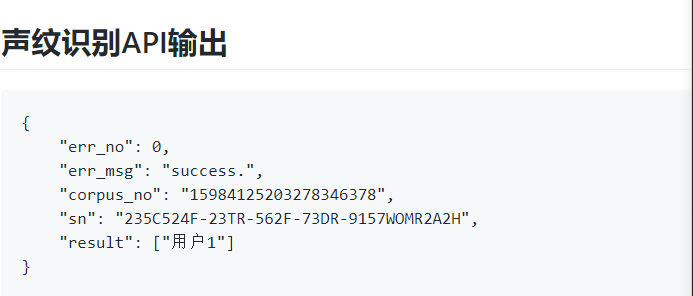 声纹识别API输出
{
    "err_no": 0,
    "err_msg": "success.",
    "corpus_no": "15984125203278346378",
    "sn": "235C524F-23TR-562F-73DR-9157WOMR2A2H",
    "result": ["用户1"]
}